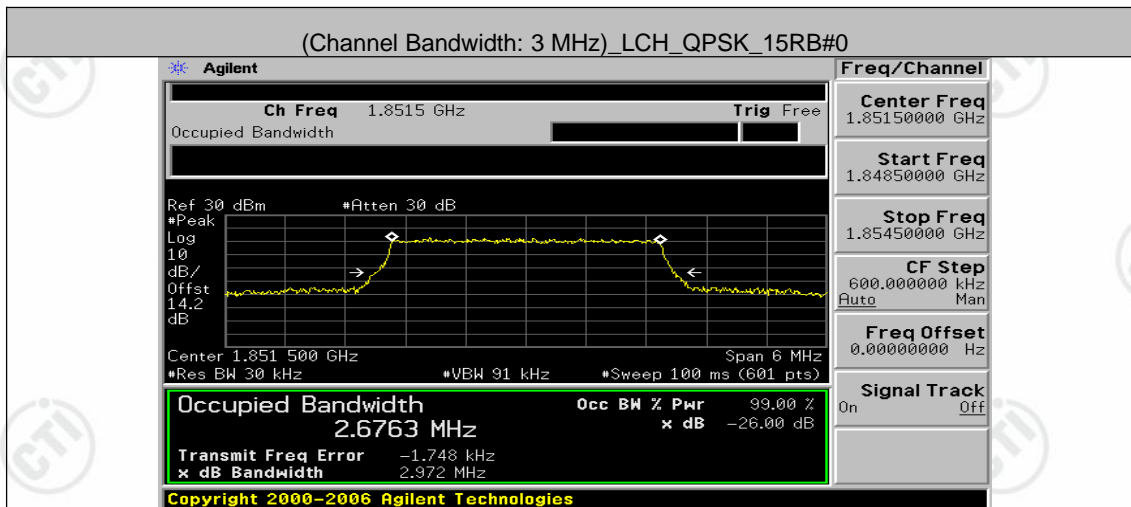 (Channel Bandwidth: 3 MHz)_LCH_QPSK_15RB#0
Agilent
Freq/Channel
Ch Freq 1.8515 GHz Trig Free
Occupied Bandwidth
Center Freq
1.85150000 GHz
Start Freq
1.84850000 GHz
Stop Freq
1.85450000 GHz
CF Step
600.000000 kHz
Auto Man
Freq Offset
0.00000000 Hz
Signal Track
On Off
Ref 30 dBm #Atten 30 dB
#Peak
Log
10
dB/
Offst
14.2
dB
Center 1.851 500 GHz Span 6 MHz
#Res BW 30 kHz #VBW 91 kHz #Sweep 100 ms (601 pts)
Occupied Bandwidth Occ BW % Pwr 99.00 %
2.6763 MHz x dB -26.00 dB
Transmit Freq Error -1.748 kHz
x dB Bandwidth 2.972 MHz
Copyright 2000-2006 Agilent Technologies
CTI
CTI
CTI
CTI